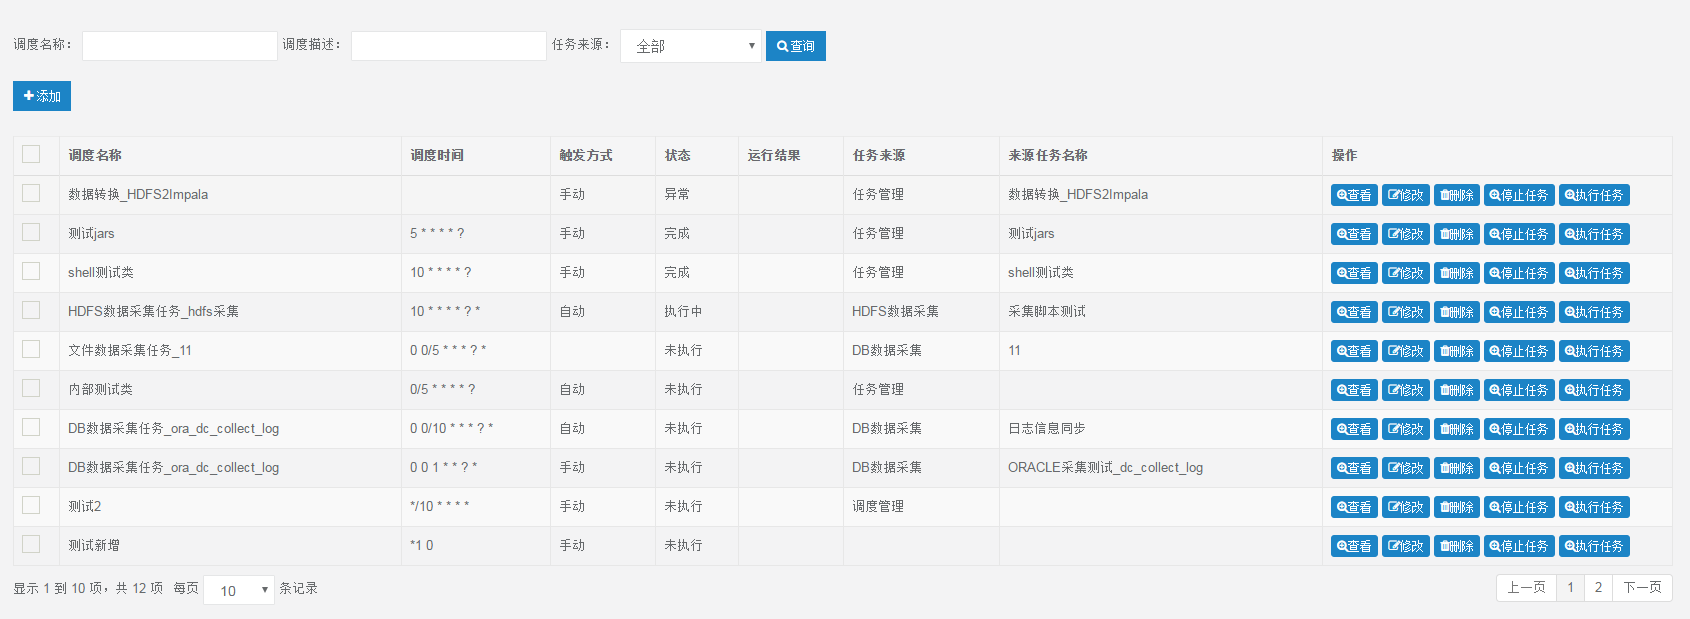 调度名称： 调度描述： 任务来源： 全部 查询
添加
调度名称 调度时间 触发方式 状态 运行结果 任务来源 来源任务名称 操作
数据转换_HDFS2Impala 手动 异常 任务管理 数据转换_HDFS2Impala 查看 修改 删除 停止任务 执行任务
测试jars 5 * * * * ? 手动 完成 任务管理 测试jars 查看 修改 删除 停止任务 执行任务
shell测试类 10 * * * * ? 手动 完成 任务管理 shell测试类 查看 修改 删除 停止任务 执行任务
HDFS数据采集任务_hdfs采集 10 * * * * ? * 自动 执行中 HDFS数据采集 采集脚本测试 查看 修改 删除 停止任务 执行任务
文件数据采集任务_11 0 0/5 * * * ? * 未执行 DB数据采集 11 查看 修改 删除 停止任务 执行任务
内部测试类 0/5 * * * * ? 自动 未执行 任务管理 查看 修改 删除 停止任务 执行任务
DB数据采集任务_ora_dc_collect_log 0 0/10 * * * ? * 自动 未执行 DB数据采集 日志信息同步 查看 修改 删除 停止任务 执行任务
DB数据采集任务_ora_dc_collect_log 0 0 1 * * ? * 手动 未执行 DB数据采集 ORACLE采集测试_dc_collect_log 查看 修改 删除 停止任务 执行任务
测试2 */10 * * * * 手动 未执行 调度管理 查看 修改 删除 停止任务 执行任务
测试新增 *1 0 手动 未执行 查看 修改 删除 停止任务 执行任务
显示 1 到 10 项，共 12 项 每页 10 条记录 上一页 1 2 下一页